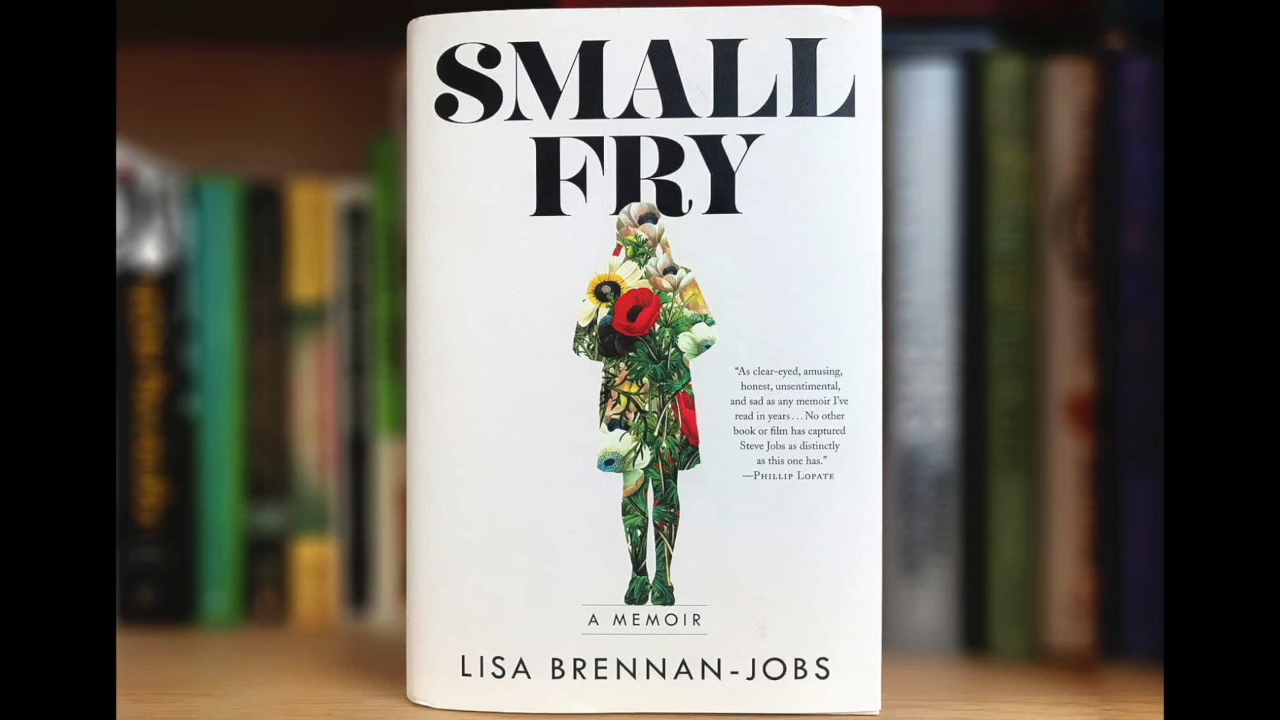 SMALL
FRY
“As clear-eyed, amusing,
honest, unsentimental,
and sad as any memoir I’ve
read in years...No other
book or film has captured
Steve Jobs as distinctly
as this one has.”
—PHILLIP LOPATE
A MEMOIR
LISA BRENNAN-JOBS